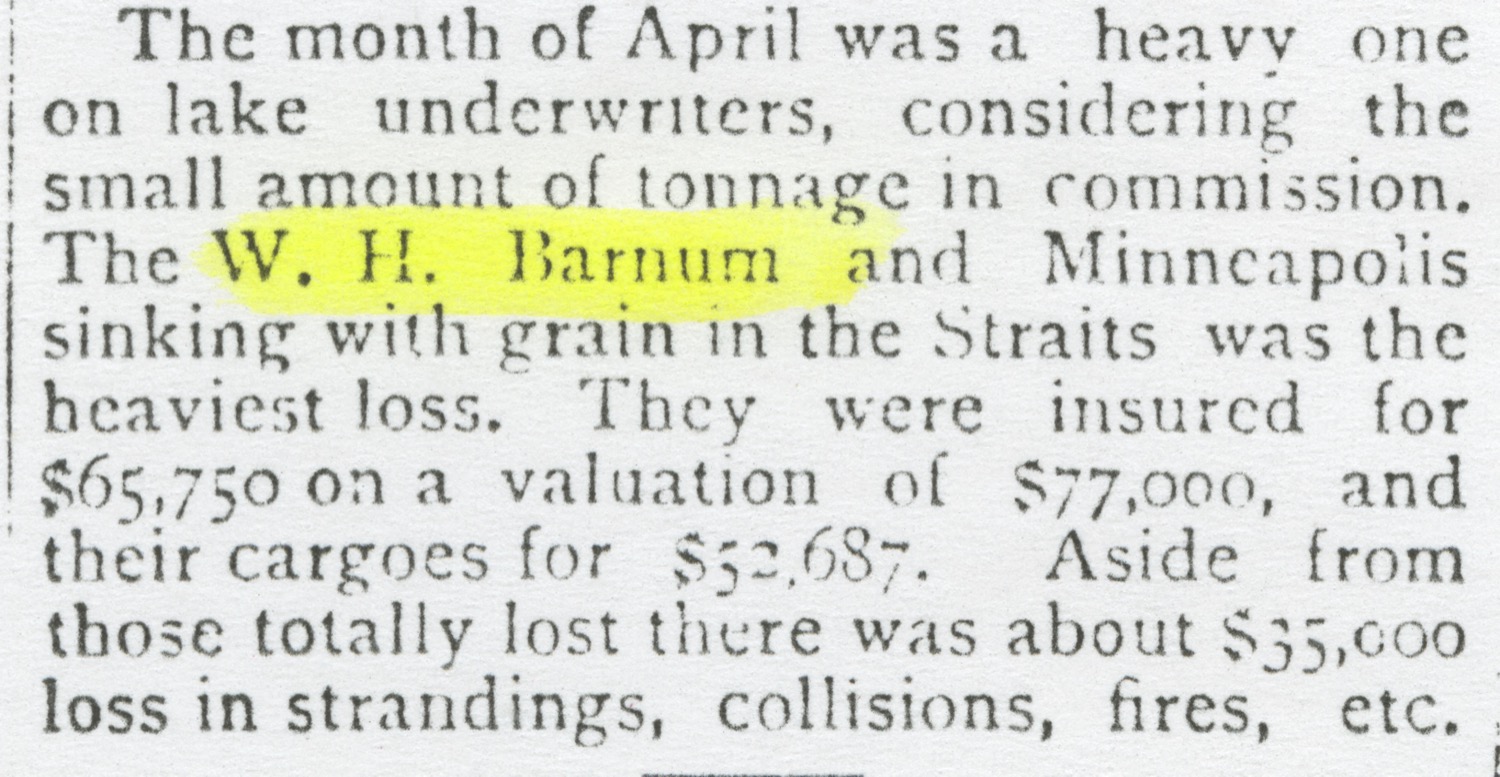 The month of April was a heavy one
on lake underwriters, considering the
small amount of tonnage in commission.
The W. H. Barnum and Minneapolis
sinking with grain in the Straits was the
heaviest loss. They were insured for
$65,750 on a valuation of $77,000, and
their cargoes for $52,687. Aside from
those totally lost there was about $35,000
loss in strandings, collisions, fires, etc.